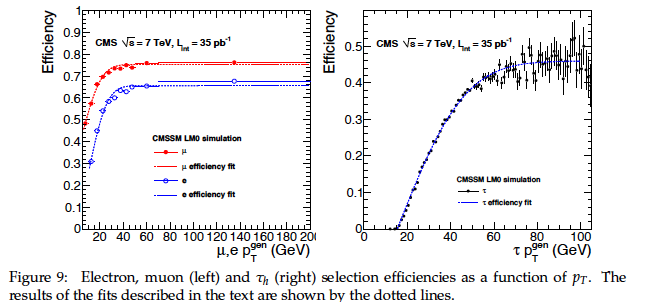 CMS √s = 7 TeV, L_int = 35 pb⁻¹
Efficiency
1
0.9
0.8
0.7
0.6
0.5
0.4
0.3
0.2
0.1
CMSSM LM0 simulation
μ
μ efficiency fit
e
e efficiency fit
20 40 60 80 100 120 140 160 180 200
μ,e p_T^gen (GeV)
CMS √s = 7 TeV, L_int = 35 pb⁻¹
Efficiency
0.5
0.4
0.3
0.2
0.1
0
CMSSM LM0 simulation
τ
τ efficiency fit
0 20 40 60 80 100
τ p_T^gen (GeV)
Figure 9: Electron, muon (left) and τ_h (right) selection efficiencies as a function of p_T. The
results of the fits described in the text are shown by the dotted lines.